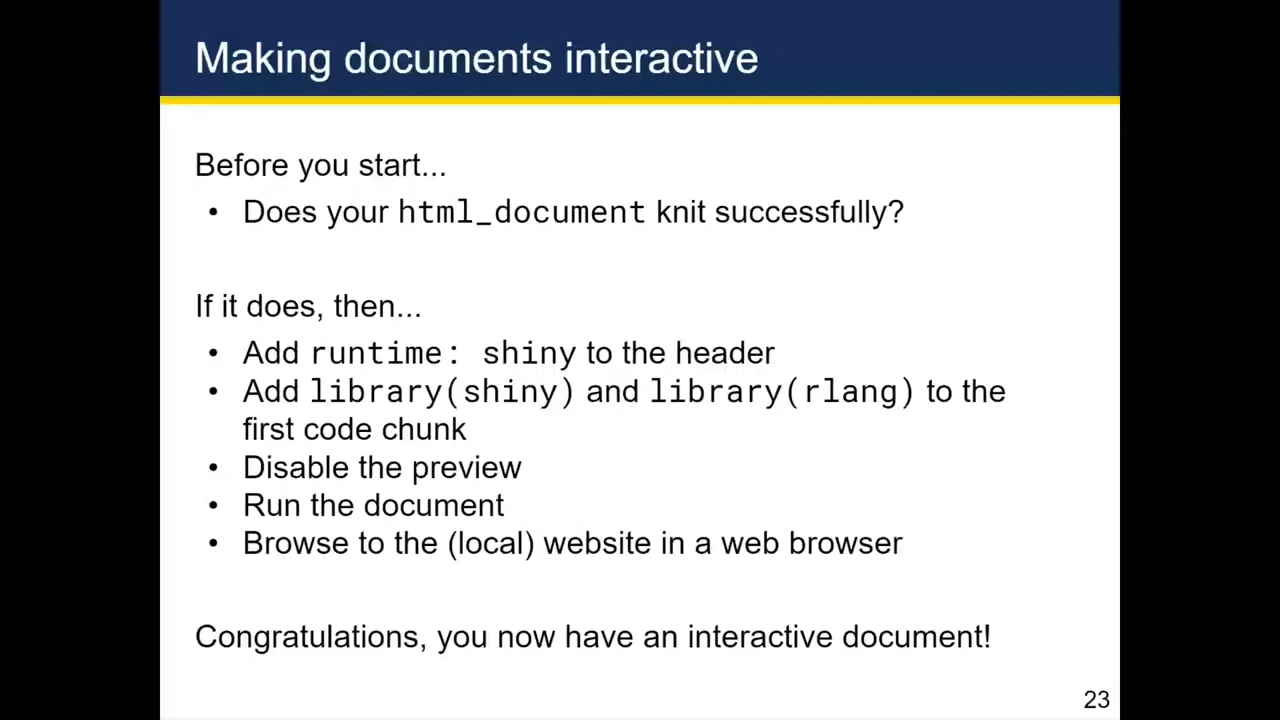 Making documents interactive
Before you start...
• Does your html_document knit successfully?
If it does, then...
• Add runtime: shiny to the header
• Add library(shiny) and library(rlang) to the
first code chunk
• Disable the preview
• Run the document
• Browse to the (local) website in a web browser
Congratulations, you now have an interactive document!
23